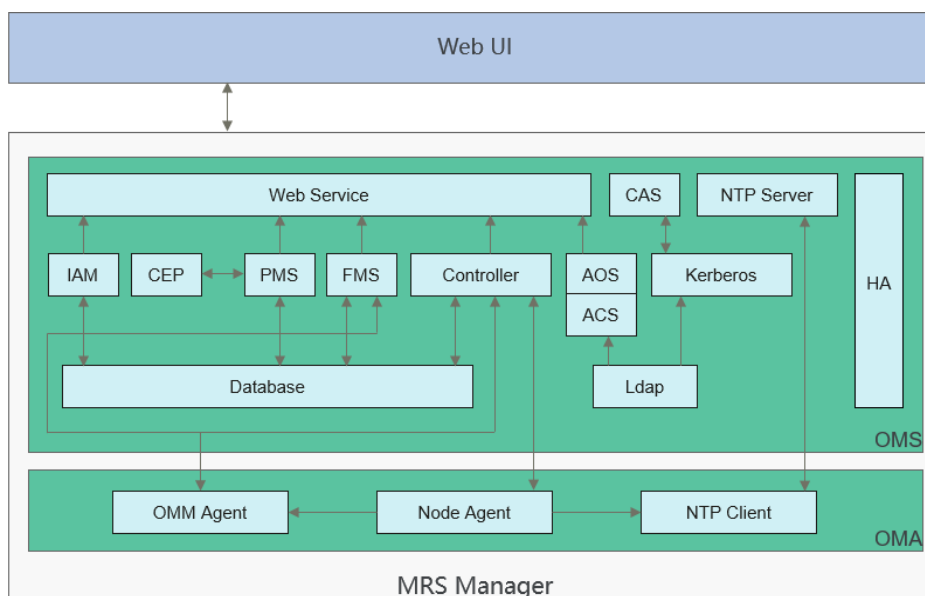 Web UI
Web Service
CAS
NTP Server
IAM
CEP
PMS
FMS
Controller
AOS
Kerberos
HA
ACS
Database
Ldap
OMS
OMM Agent
Node Agent
NTP Client
OMA
MRS Manager